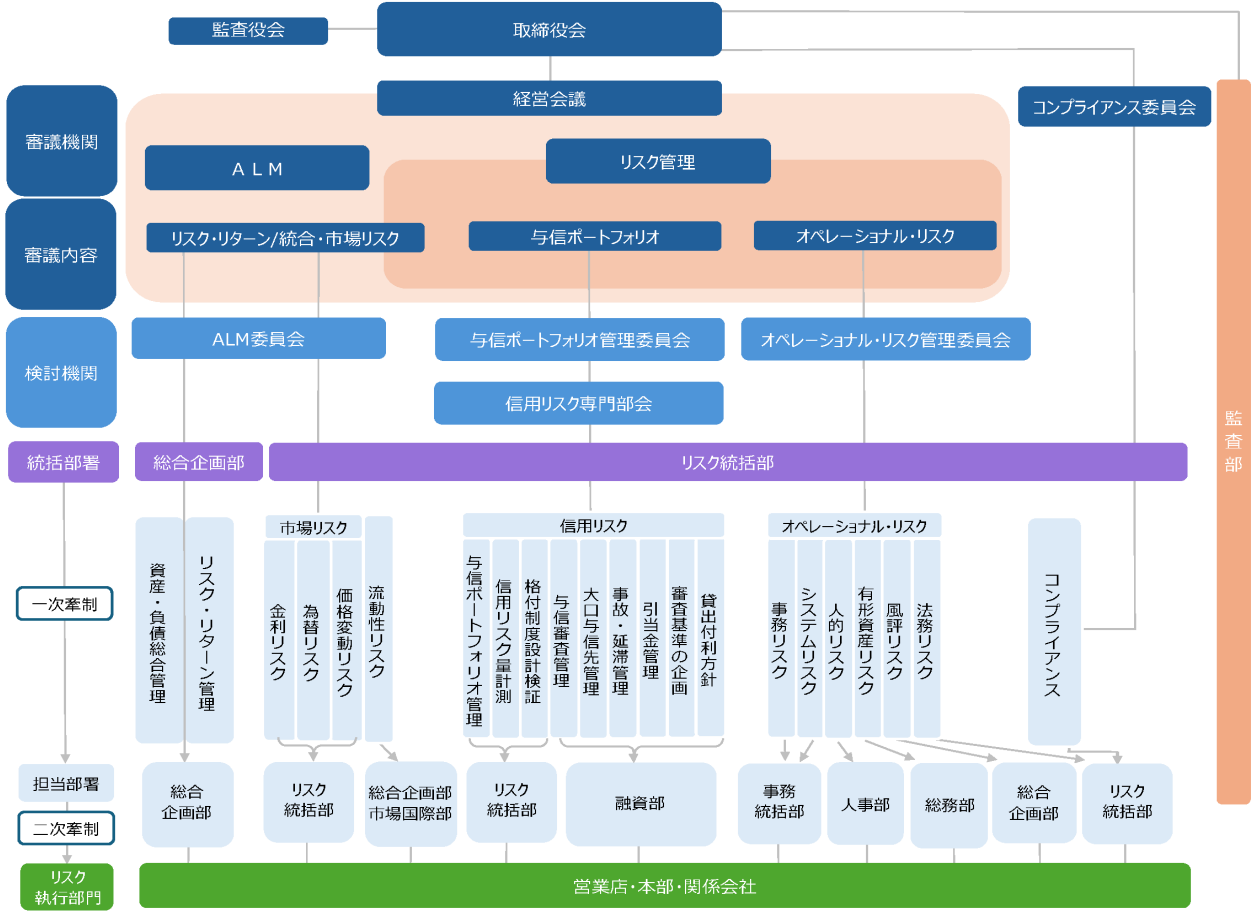 監査役会
取締役会
経営会議
コンプライアンス委員会
審議機関
ＡＬＭ
リスク管理
審議内容
リスク・リターン/統合・市場リスク
与信ポートフォリオ
オペレーショナル・リスク
検討機関
ALM委員会
与信ポートフォリオ管理委員会
オペレーショナル・リスク管理委員会
信用リスク専門部会
監査部
統括部署
総合企画部
リスク統括部
一次牽制
資産・負債総合管理
リスク・リターン管理
市場リスク
金利リスク
為替リスク
価格変動リスク
流動性リスク
信用リスク
与信ポートフォリオ管理
信用リスク量計測
格付制度設計検証
与信審査管理
大口与信先管理
事故・延滞管理
引当金管理
審査基準の企画
貸出付利方針
オペレーショナル・リスク
事務リスク
システムリスク
人的リスク
有形資産リスク
風評リスク
法務リスク
コンプライアンス
担当部署
総合
企画部
リスク
統括部
総合企画部
市場国際部
リスク
統括部
融資部
事務
統括部
人事部
総務部
総合
企画部
リスク
統括部
二次牽制
リスク
執行部門
営業店・本部・関係会社